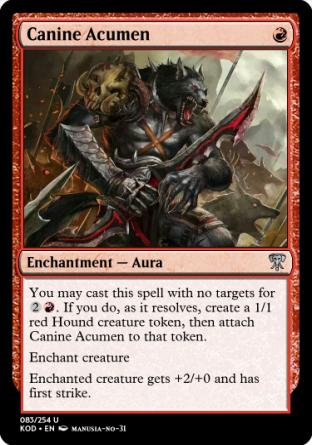 Canine Acumen
Enchantment — Aura
You may cast this spell with no targets for
2 R. If you do, as it resolves, create a 1/1
red Hound creature token, then attach
Canine Acumen to that token.
Enchant creature
Enchanted creature gets +2/+0 and has
first strike.
083/254 U
KOD • EN MANUSIA-NO-31